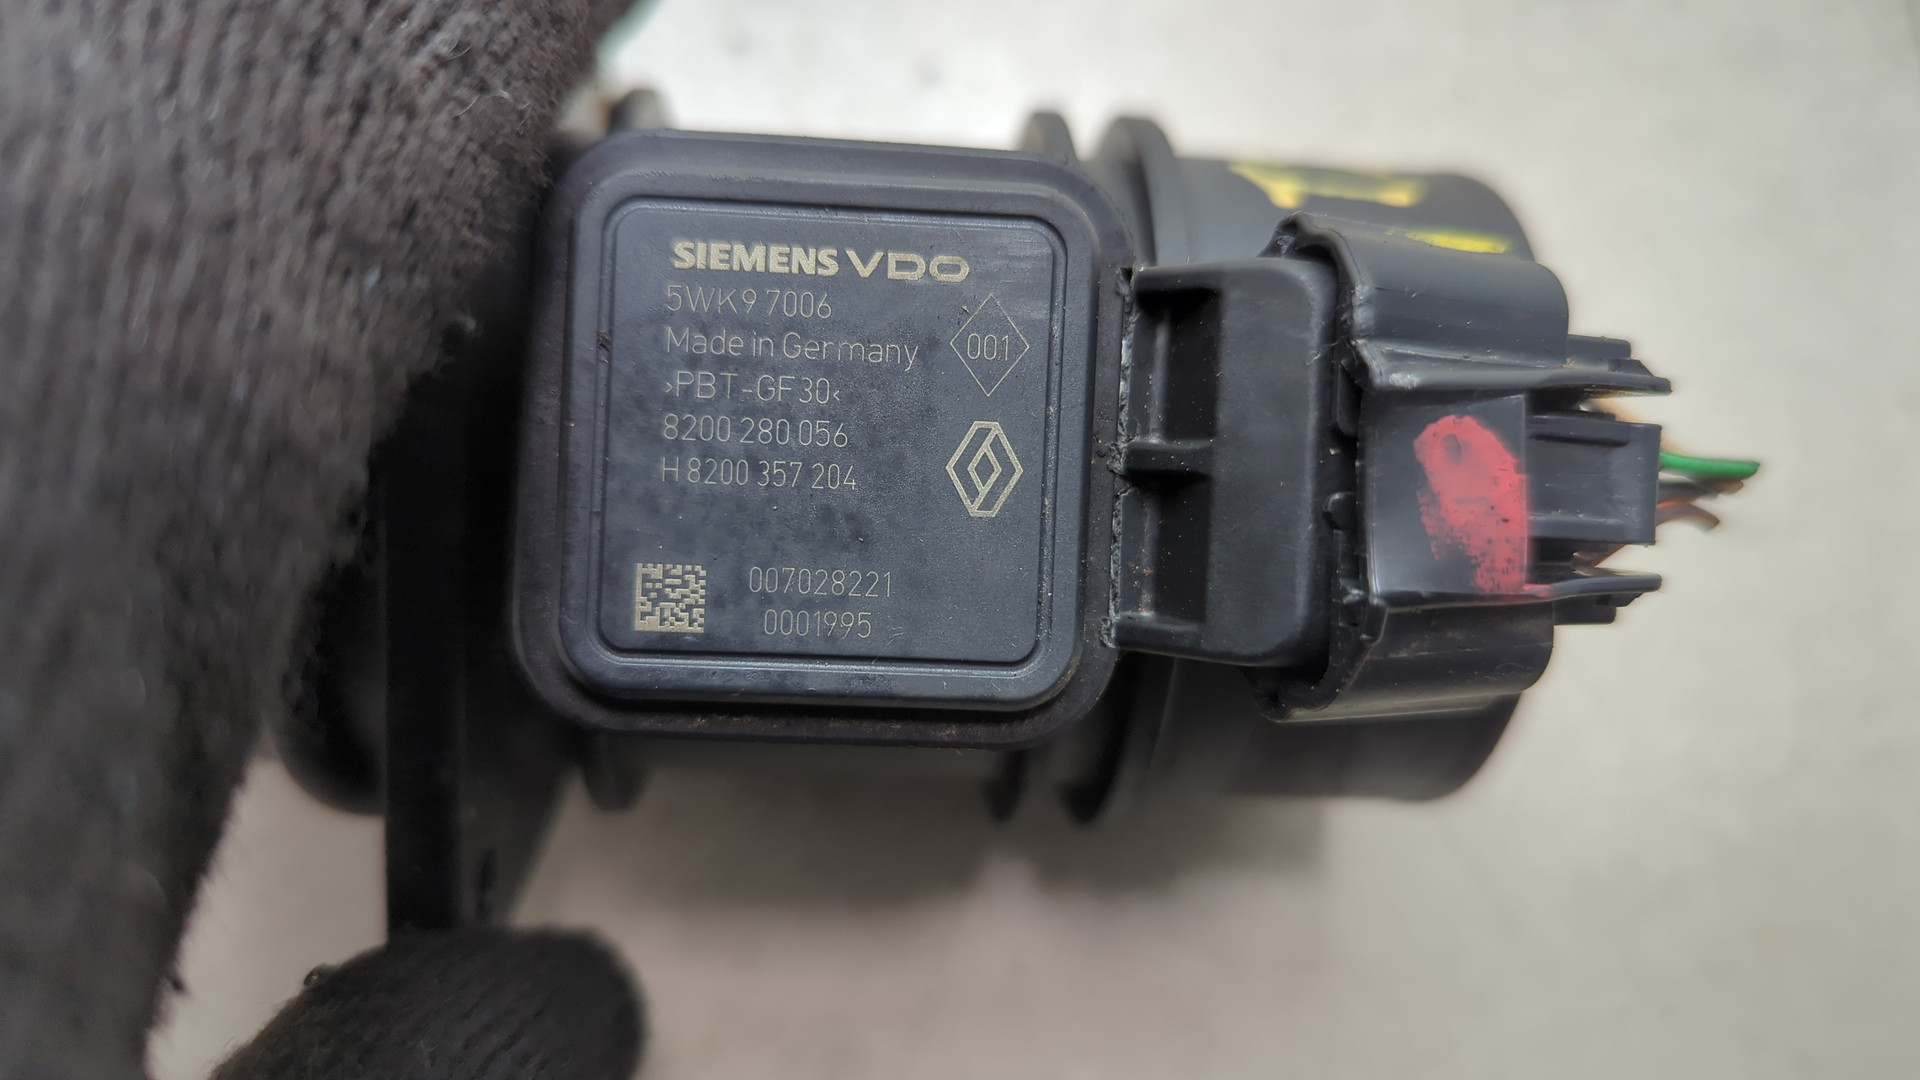 SIEMENS VDO
5WK9 7006
Made in Germany
001
>PBT-GF30<
8200 280 056
H 8200 357 204
007028221
0001995